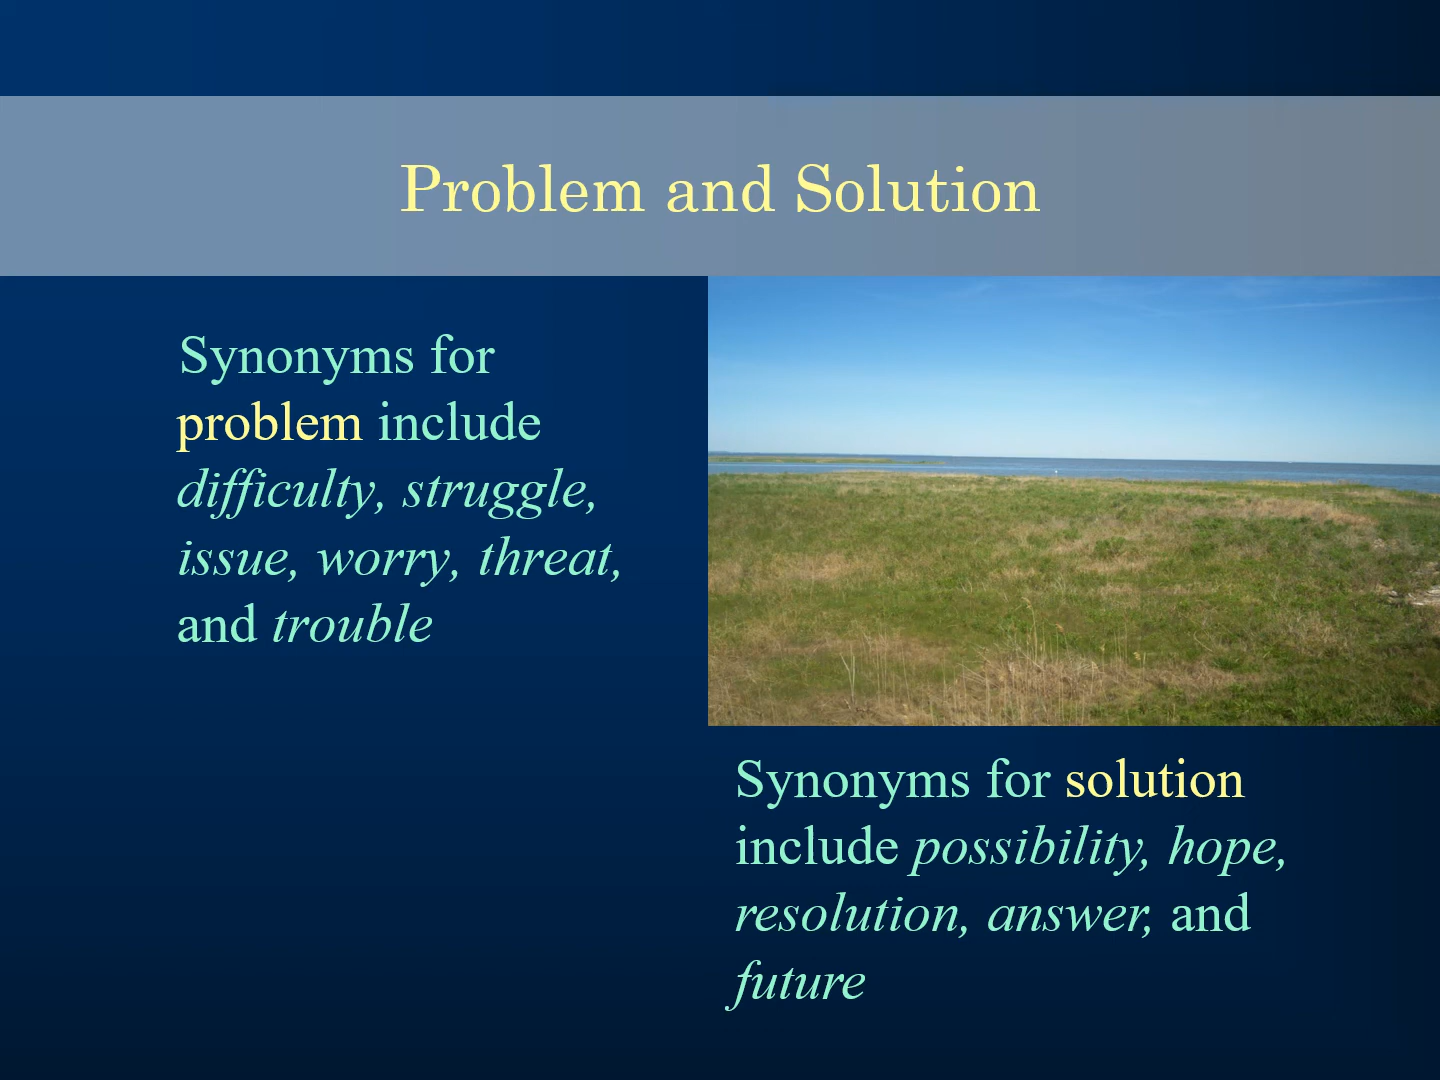 Problem and Solution
Synonyms for
problem include
difficulty, struggle,
issue, worry, threat,
and trouble
Synonyms for solution
include possibility, hope,
resolution, answer, and
future